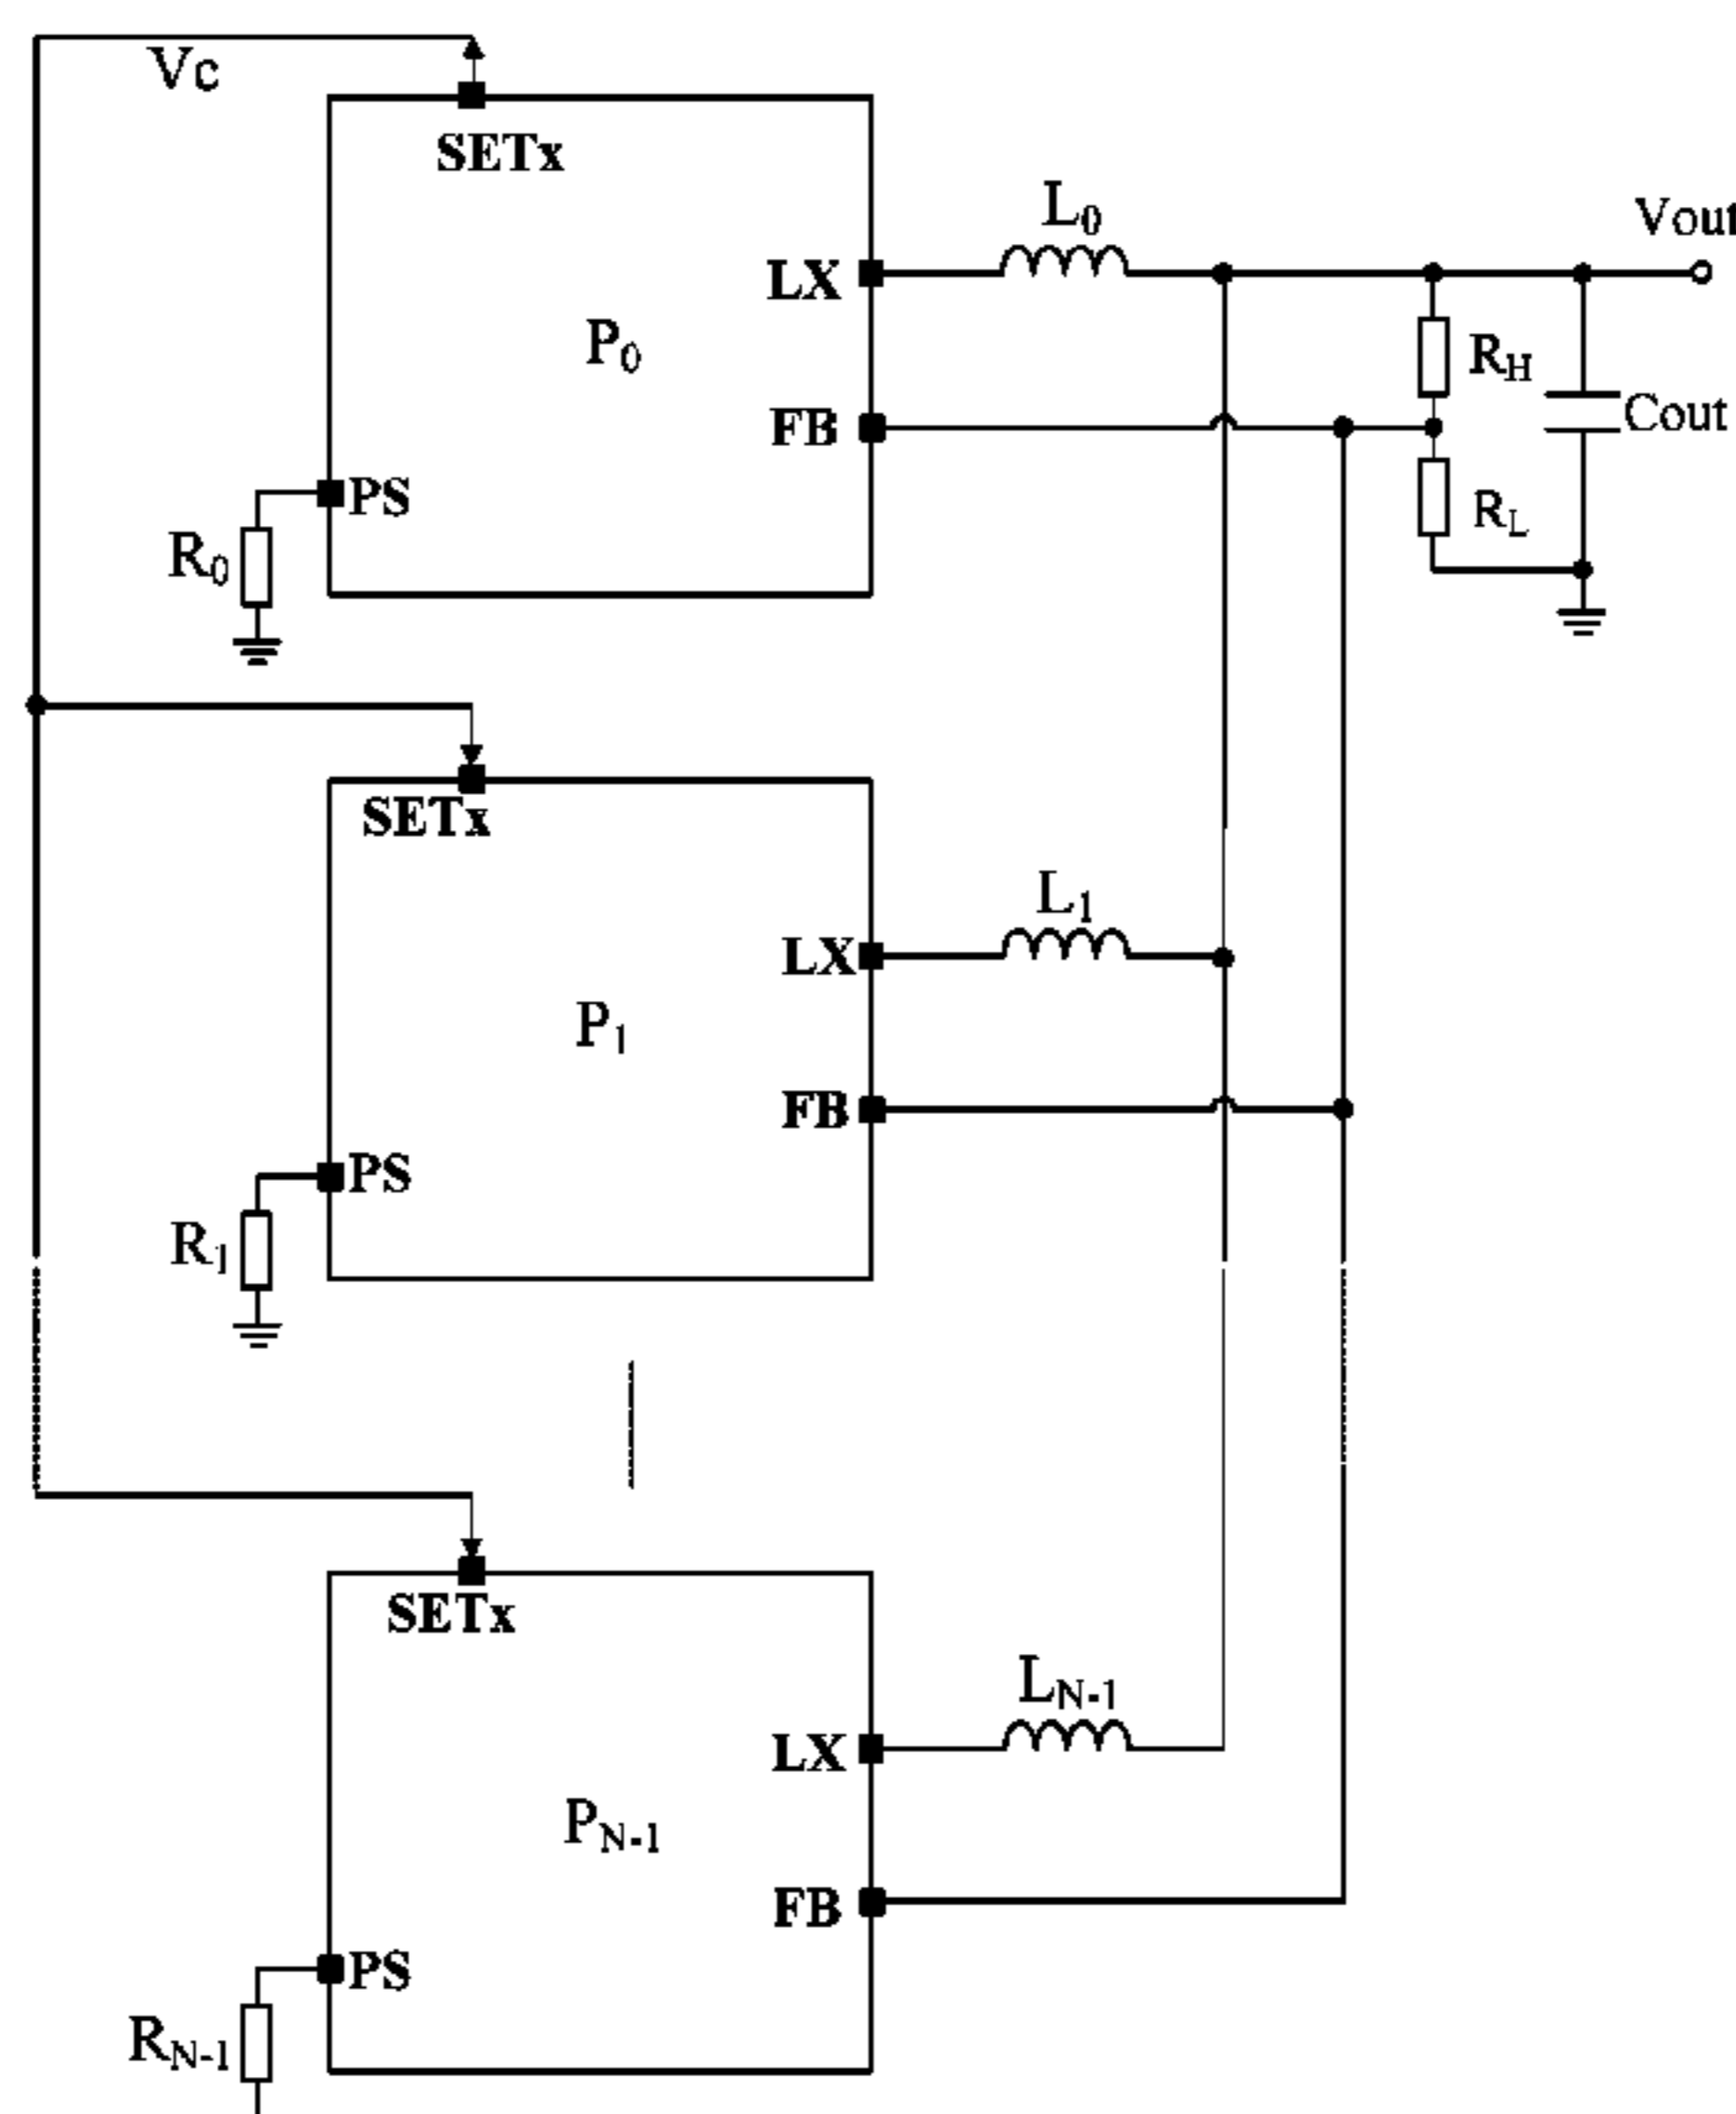 Vc
SETx
L0
Vout
LX
P0
RH
Cout
FB
PS
RL
R0
SETx
L1
LX
P1
FB
PS
R1
SETx
LN-1
LX
PN-1
FB
PS
RN-1